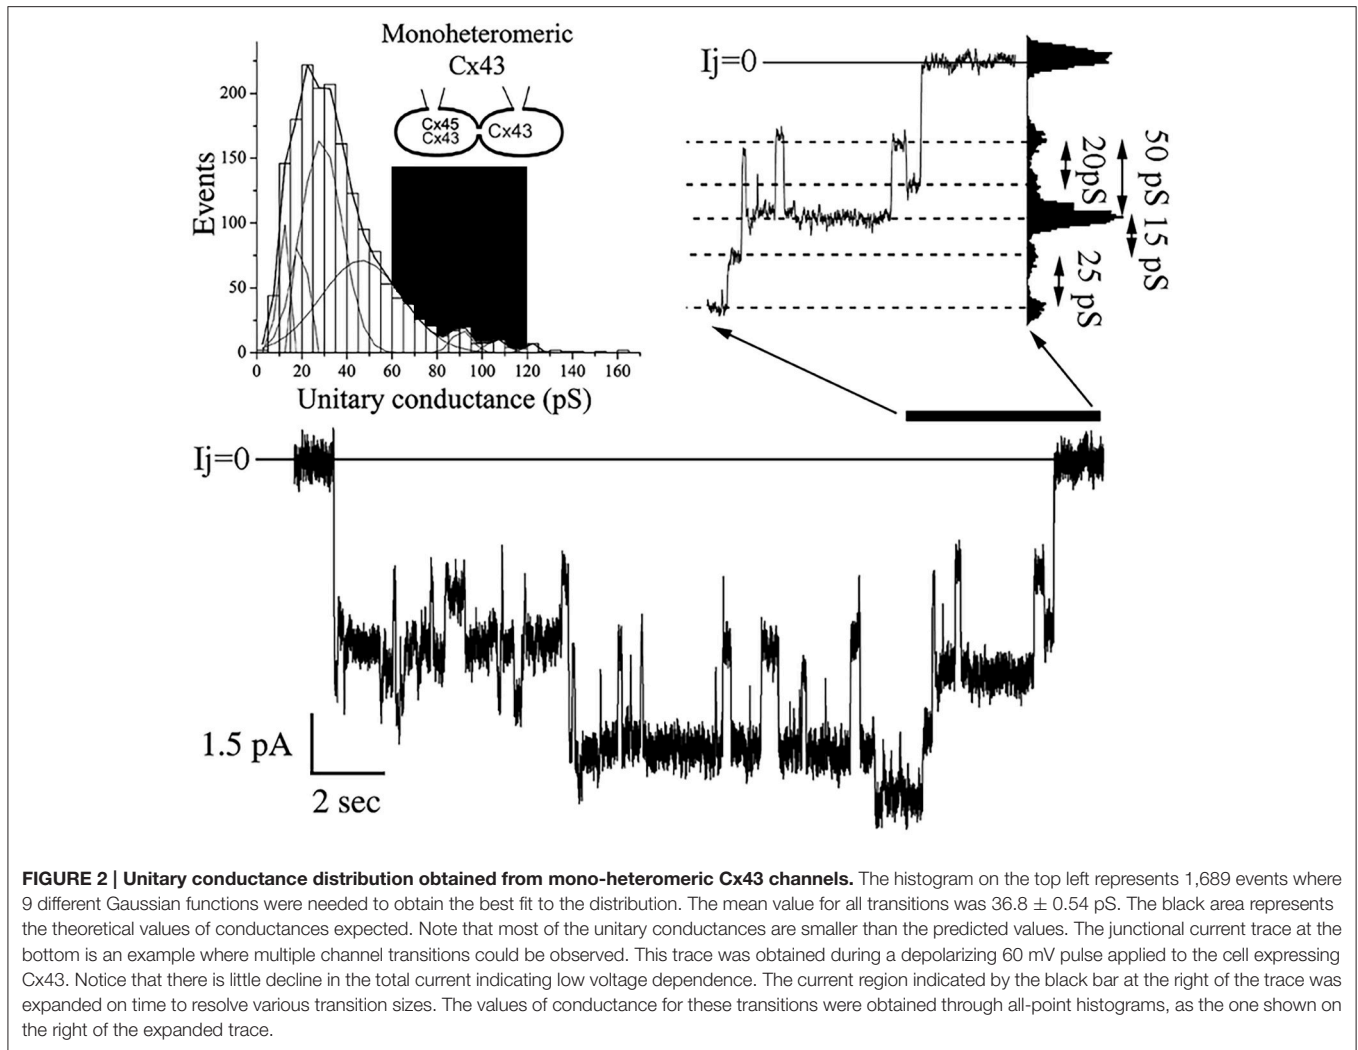 Monoheteromeric
Cx43
Cx45
Cx43
Cx43
Events
200
150
100
50
0
0 20 40 60 80 100 120 140 160
Unitary conductance (pS)
Ij=0
20pS
50 pS
15 pS
25 pS
Ij=0
1.5 pA
2 sec
FIGURE 2 | Unitary conductance distribution obtained from mono-heteromeric Cx43 channels. The histogram on the top left represents 1,689 events where
9 different Gaussian functions were needed to obtain the best fit to the distribution. The mean value for all transitions was 36.8 ± 0.54 pS. The black area represents
the theoretical values of conductances expected. Note that most of the unitary conductances are smaller than the predicted values. The junctional current trace at the
bottom is an example where multiple channel transitions could be observed. This trace was obtained during a depolarizing 60 mV pulse applied to the cell expressing
Cx43. Notice that there is little decline in the total current indicating low voltage dependence. The current region indicated by the black bar at the right of the trace was
expanded on time to resolve various transition sizes. The values of conductance for these transitions were obtained through all-point histograms, as the one shown on
the right of the expanded trace.